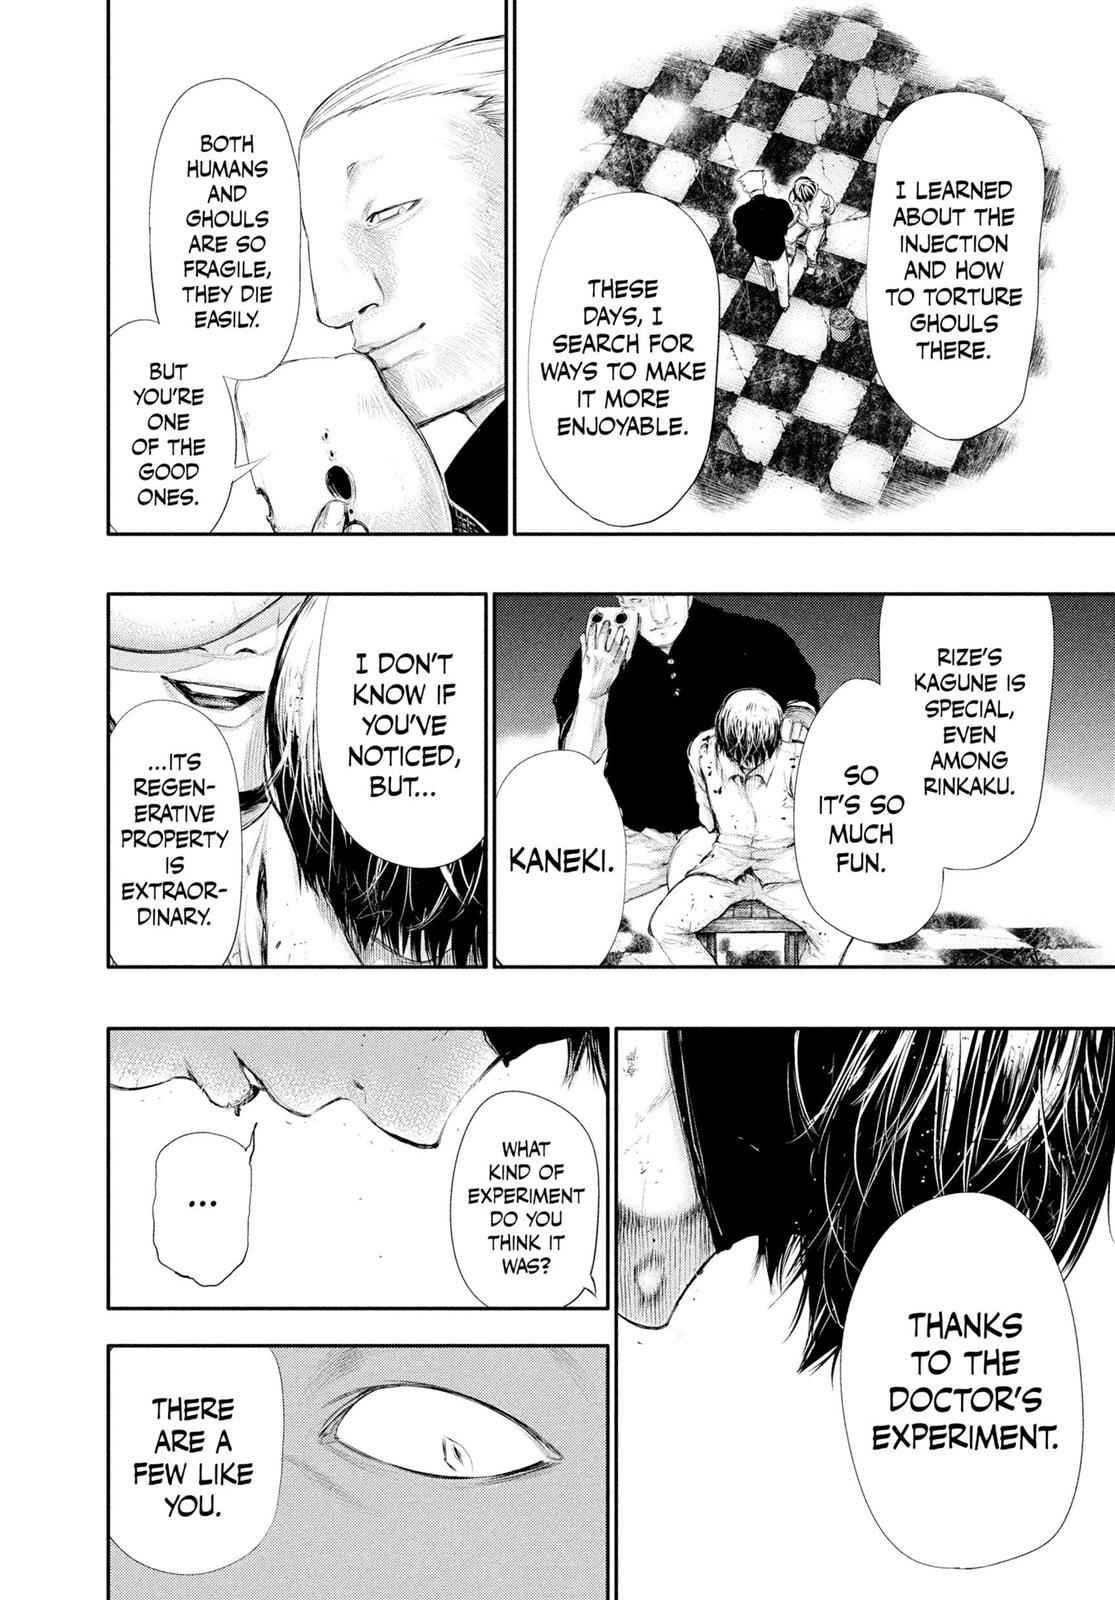 I LEARNED
ABOUT THE
INJECTION
AND HOW
TO TORTURE
GHOULS
THERE.
THESE
DAYS, I
SEARCH FOR
WAYS TO MAKE
IT MORE
ENJOYABLE.
BOTH
HUMANS
AND
GHOULS
ARE SO
FRAGILE,
THEY DIE
EASILY.
BUT
YOU'RE
ONE
OF THE
GOOD
ONES.
RIZE'S
KAGUNE IS
SPECIAL,
EVEN
AMONG
RINKAKU.
SO
IT'S SO
MUCH
FUN.
KANEKI.
I DON'T
KNOW IF
YOU'VE
NOTICED,
BUT...
...ITS
REGEN-
ERATIVE
PROPERTY
IS
EXTRAOR-
DINARY.
THANKS
TO THE
DOCTOR'S
EXPERIMENT.
WHAT
KIND OF
EXPERIMENT
DO YOU
THINK IT
WAS?
...
THERE
ARE A
FEW LIKE
YOU.